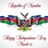 Republic of Namibia
Happy Independence Day
March 21